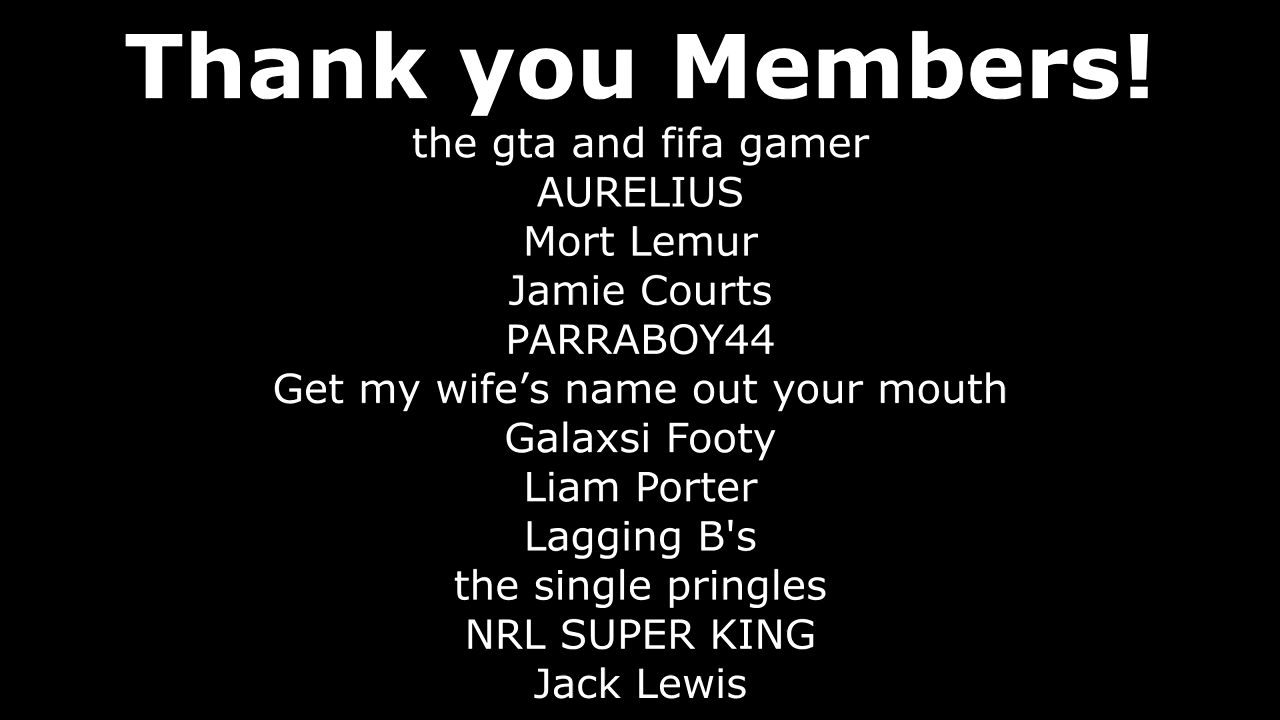 Thank you Members!
the gta and fifa gamer
AURELIUS
Mort Lemur
Jamie Courts
PARRABOY44
Get my wife’s name out your mouth
Galaxsi Footy
Liam Porter
Lagging B's
the single pringles
NRL SUPER KING
Jack Lewis